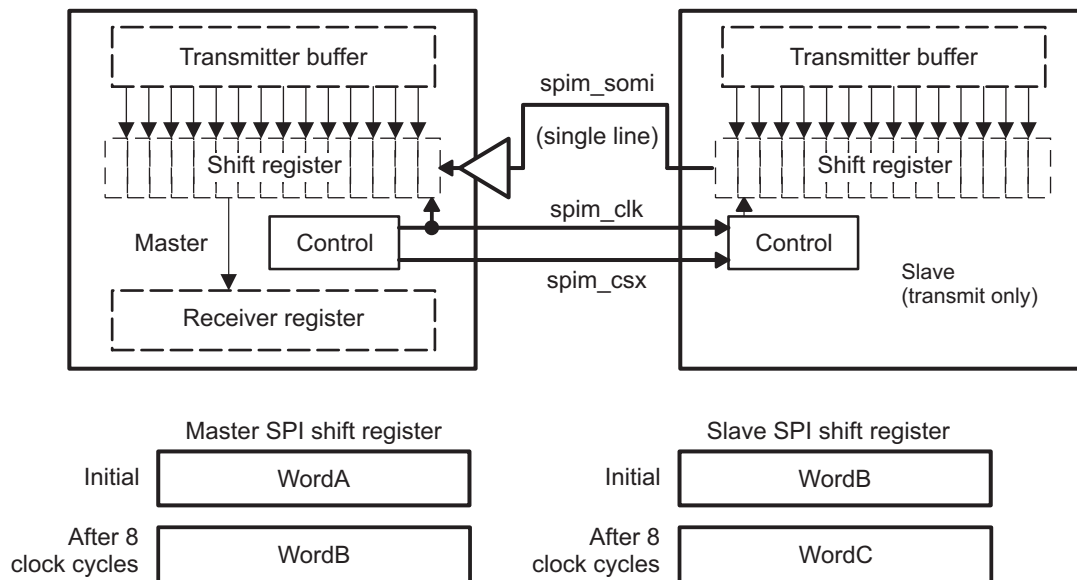 Transmitter buffer
Transmitter buffer
spim_somi
(single line)
Shift register
Shift register
spim_clk
Master
Control
Control
spim_csx
Slave
(transmit only)
Receiver register
Master SPI shift register
Slave SPI shift register
Initial
WordA
Initial
WordB
After 8
clock cycles
WordB
After 8
clock cycles
WordC